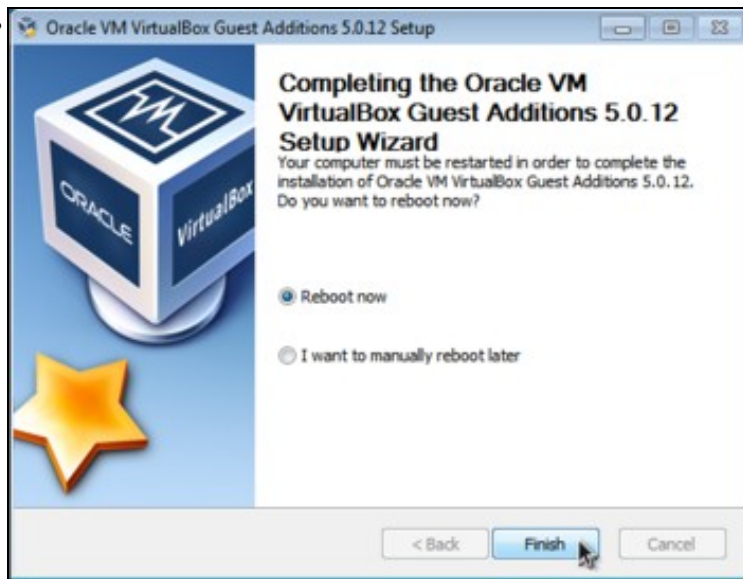 Oracle VM VirtualBox Guest Additions 5.0.12 Setup
Completing the Oracle VM
VirtualBox Guest Additions 5.0.12
Setup Wizard
Your computer must be restarted in order to complete the
installation of Oracle VM VirtualBox Guest Additions 5.0.12.
Do you want to reboot now?
ORACLE
VirtualBox
Reboot now
I want to manually reboot later
< Back
Finish
Cancel